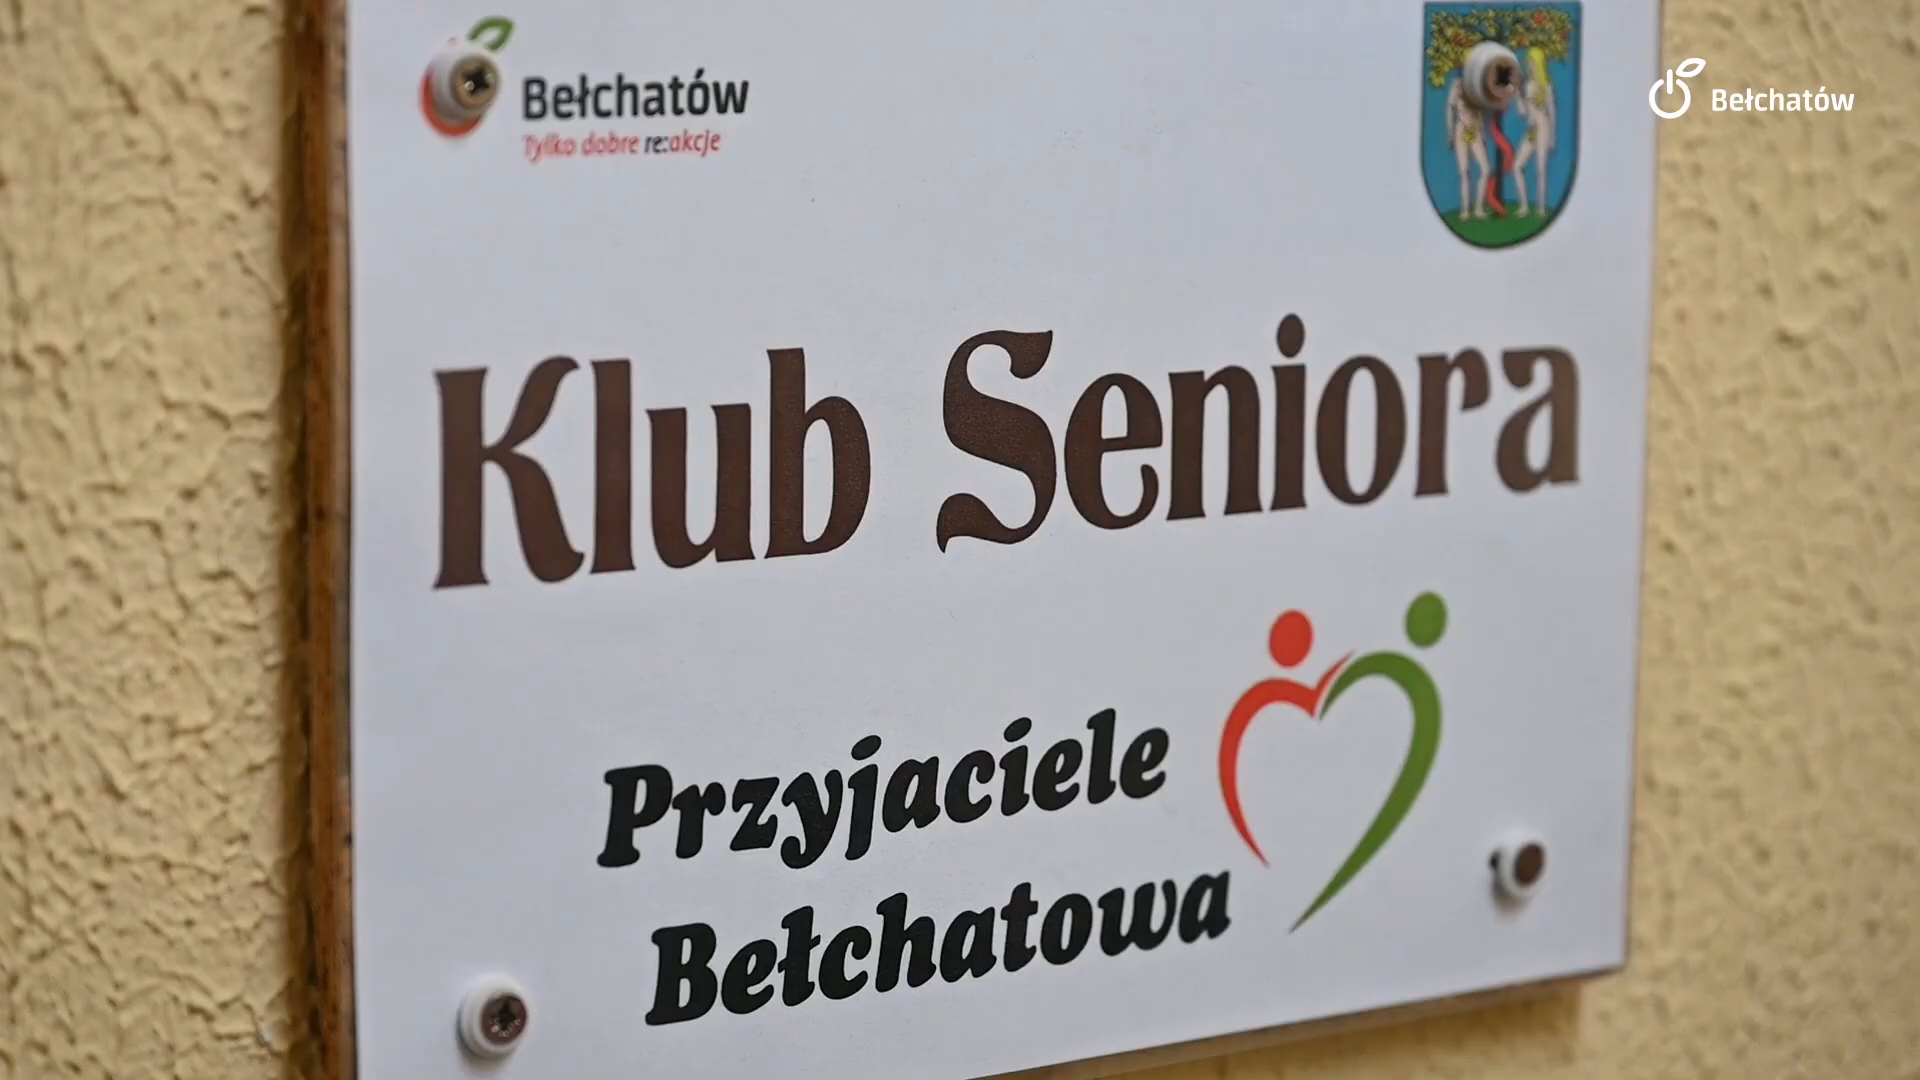 Bełchatów
Tylko dobre re:akcje
Bełchatów
Klub Seniora
Przyjaciele
Bełchatowa